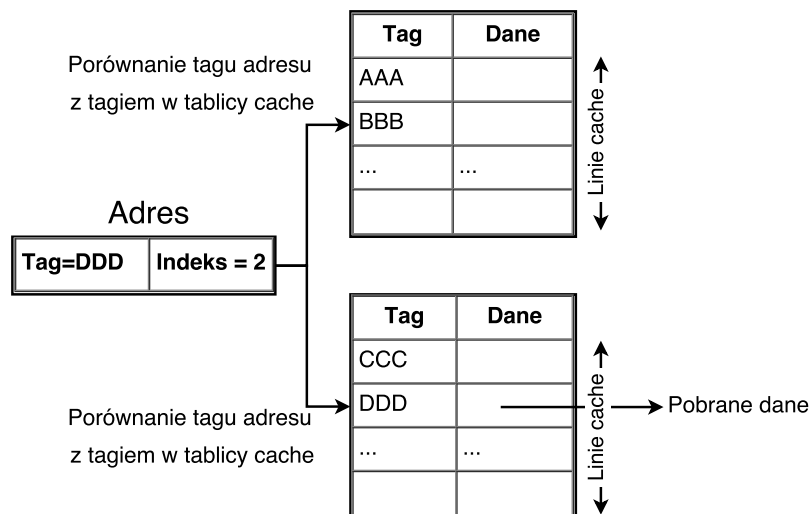 Tag Dane
Porównanie tagu adresu
z tagiem w tablicy cache
AAA
BBB
... ...
Linie cache
Adres
Tag=DDD Indeks = 2
Tag Dane
CCC
DDD
Pobrane dane
Porównanie tagu adresu
z tagiem w tablicy cache
... ...
Linie cache